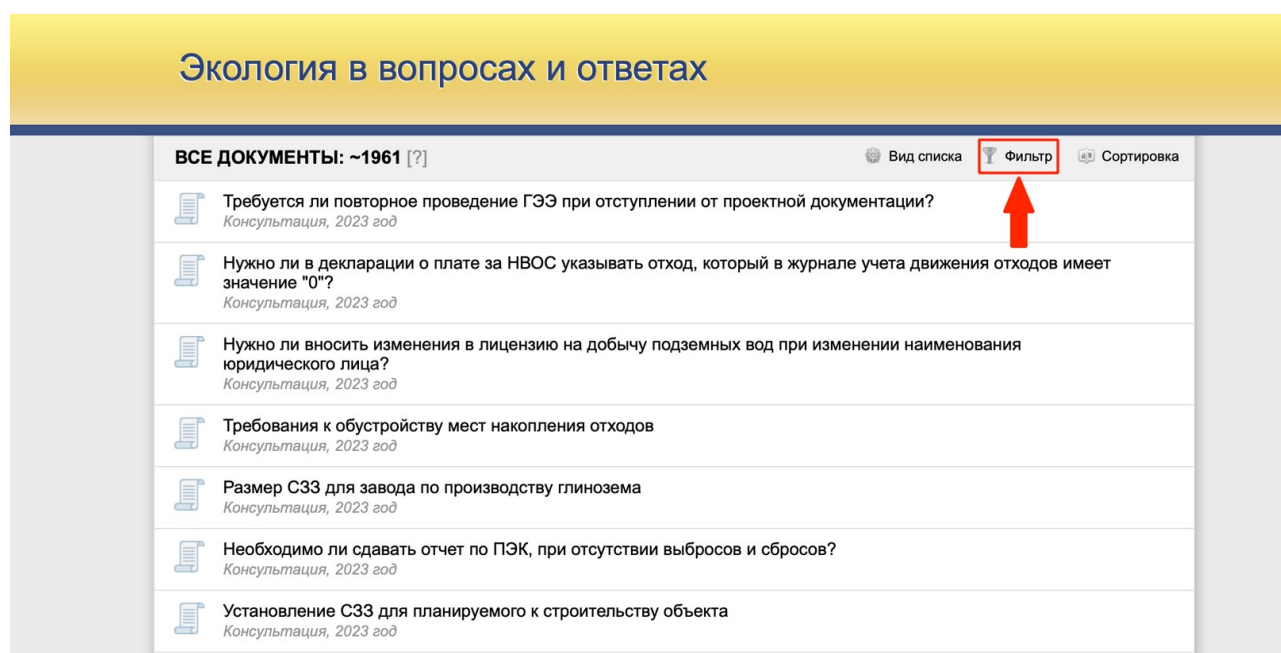 Экология в вопросах и ответах
ВСЕ ДОКУМЕНТЫ: ~1961 [?] Вид списка Фильтр Сортировка
Требуется ли повторное проведение ГЭЭ при отступлении от проектной документации?
Консультация, 2023 год
Нужно ли в декларации о плате за НВОС указывать отход, который в журнале учета движения отходов имеет
значение "0"?
Консультация, 2023 год
Нужно ли вносить изменения в лицензию на добычу подземных вод при изменении наименования
юридического лица?
Консультация, 2023 год
Требования к обустройству мест накопления отходов
Консультация, 2023 год
Размер СЗЗ для завода по производству глинозема
Консультация, 2023 год
Необходимо ли сдавать отчет по ПЭК, при отсутствии выбросов и сбросов?
Консультация, 2023 год
Установление СЗЗ для планируемого к строительству объекта
Консультация, 2023 год